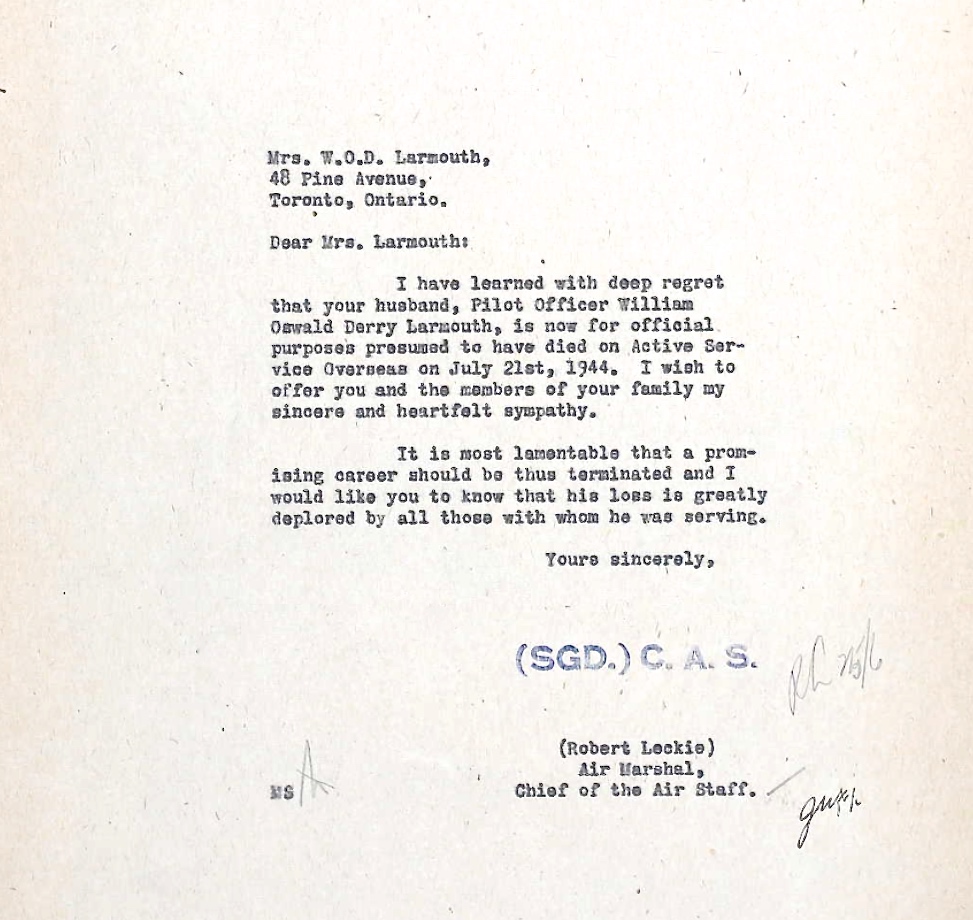 Mrs. W.O.D. Larmouth,
48 Pine Avenue,
Toronto, Ontario.
Dear Mrs. Larmouth:
I have learned with deep regret
that your husband, Pilot Officer William
Oswald Derry Larmouth, is now for official
purposes presumed to have died on Active Ser-
vice Overseas on July 21st, 1944. I wish to
offer you and the members of your family my
sincere and heartfelt sympathy.
It is most lamentable that a prom-
ising career should be thus terminated and I
would like you to know that his loss is greatly
deplored by all those with whom he was serving.
Yours sincerely,
(SGD.) C. A. S.
(Robert Leckie)
Air Marshal,
MS Chief of the Air Staff.